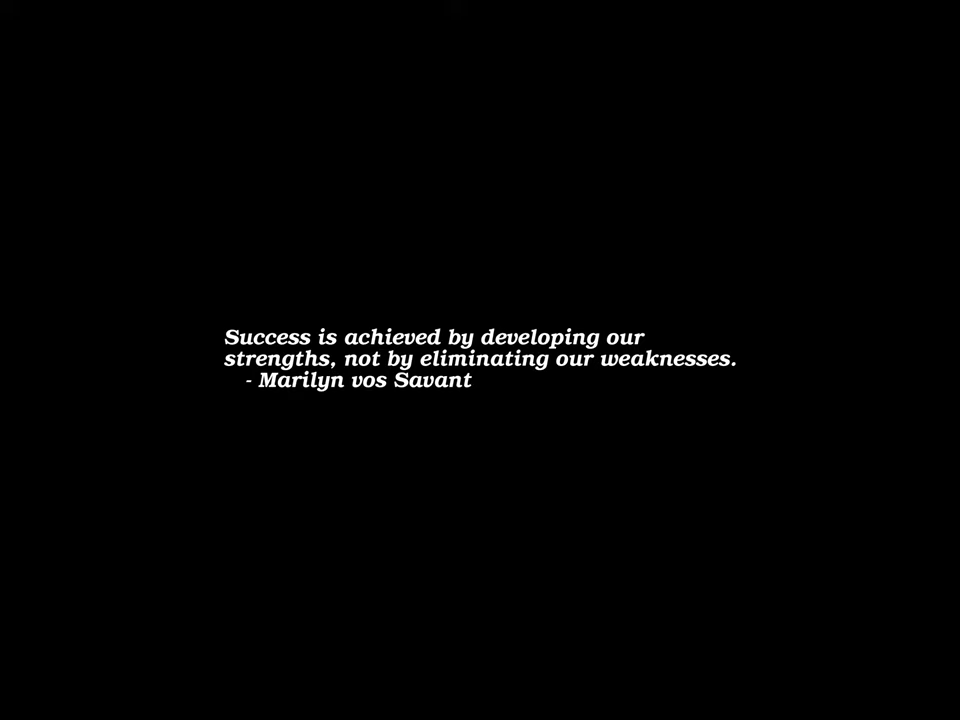 Success is achieved by developing our
strengths, not by eliminating our weaknesses.
- Marilyn vos Savant